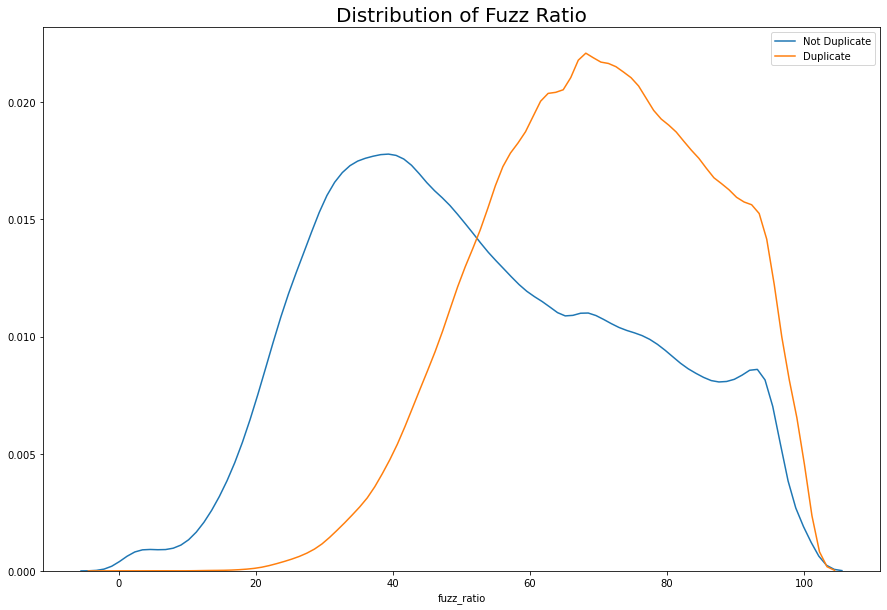 Distribution of Fuzz Ratio
Not Duplicate
Duplicate
0.020
0.015
0.010
0.005
0.000
0 20 40 60 80 100
fuzz_ratio